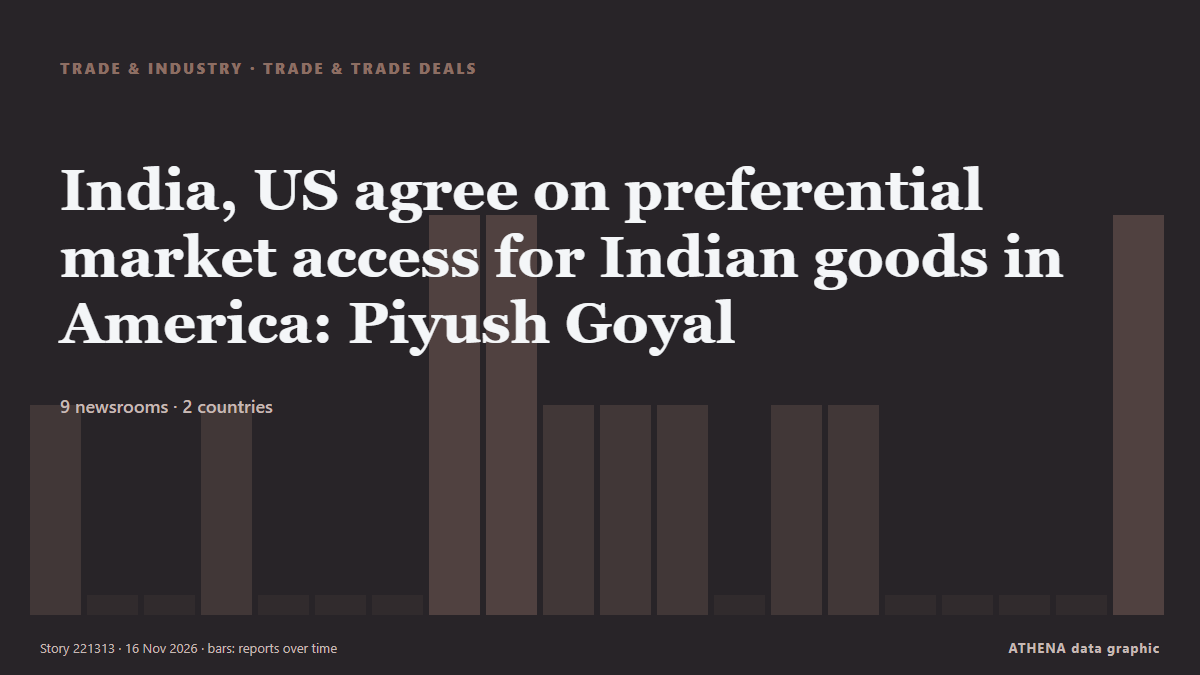 TRADE & INDUSTRY · TRADE & TRADE DEALS
India, US agree on preferential
market access for Indian goods in
America: Piyush Goyal
9 newsrooms · 2 countries
Story 221313 · 16 Nov 2026 · bars: reports over time
ATHENA data graphic